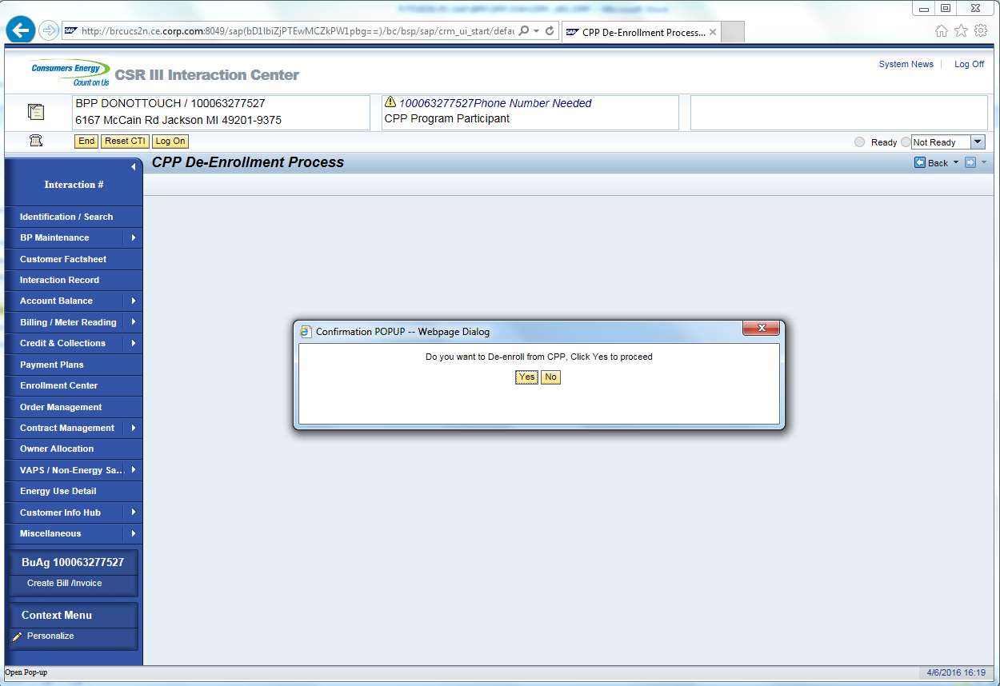 http://brcucs2n.ce.corp.com:8049/sap(bD1lbiZjPTEwMCZkPW1pbg==)/bc/bsp/sap/crm_ui_start/defau
SAP CPP De-Enrollment Process...
Consumers Energy
Count on Us
CSR III Interaction Center
System News
Log Off
BPP DONOTTOUCH / 100063277527
6167 McCain Rd Jackson MI 49201-9375
100063277527Phone Number Needed
CPP Program Participant
End
Reset CTI
Log On
Ready
Not Ready
CPP De-Enrollment Process
Back
Interaction #
Identification / Search
BP Maintenance
Customer Factsheet
Interaction Record
Account Balance
Billing / Meter Reading
Credit & Collections
Payment Plans
Enrollment Center
Order Management
Contract Management
Owner Allocation
VAPS / Non-Energy Sa...
Energy Use Detail
Customer Info Hub
Miscellaneous
BuAg 100063277527
Create Bill /Invoice
Context Menu
Personalize
Confirmation POPUP -- Webpage Dialog
Do you want to De-enroll from CPP, Click Yes to proceed
Yes
No
Open Pop-up
4/6/2016 16:19